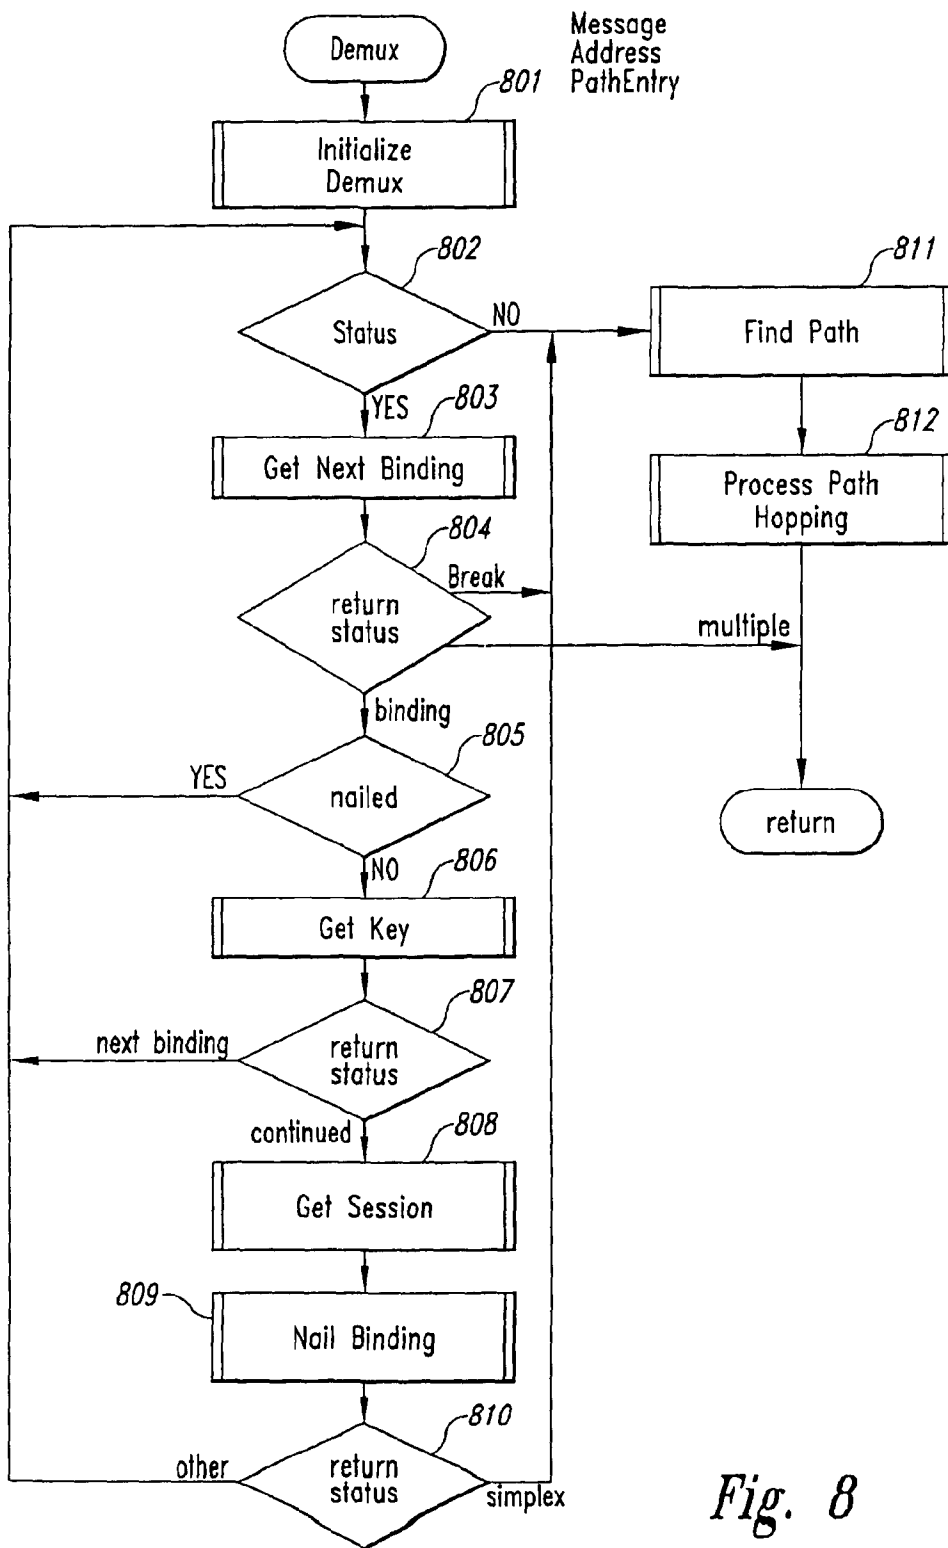 Demux
Message
Address
PathEntry
801
Initialize
Demux
802
Status
NO
YES
811
Find Path
803
Get Next Binding
812
Process Path
Hopping
804
return
status
Break
multiple
binding
805
nailed
YES
NO
return
806
Get Key
807
return
status
next binding
continued
808
Get Session
809
Nail Binding
810
return
status
other
simplex
Fig. 8